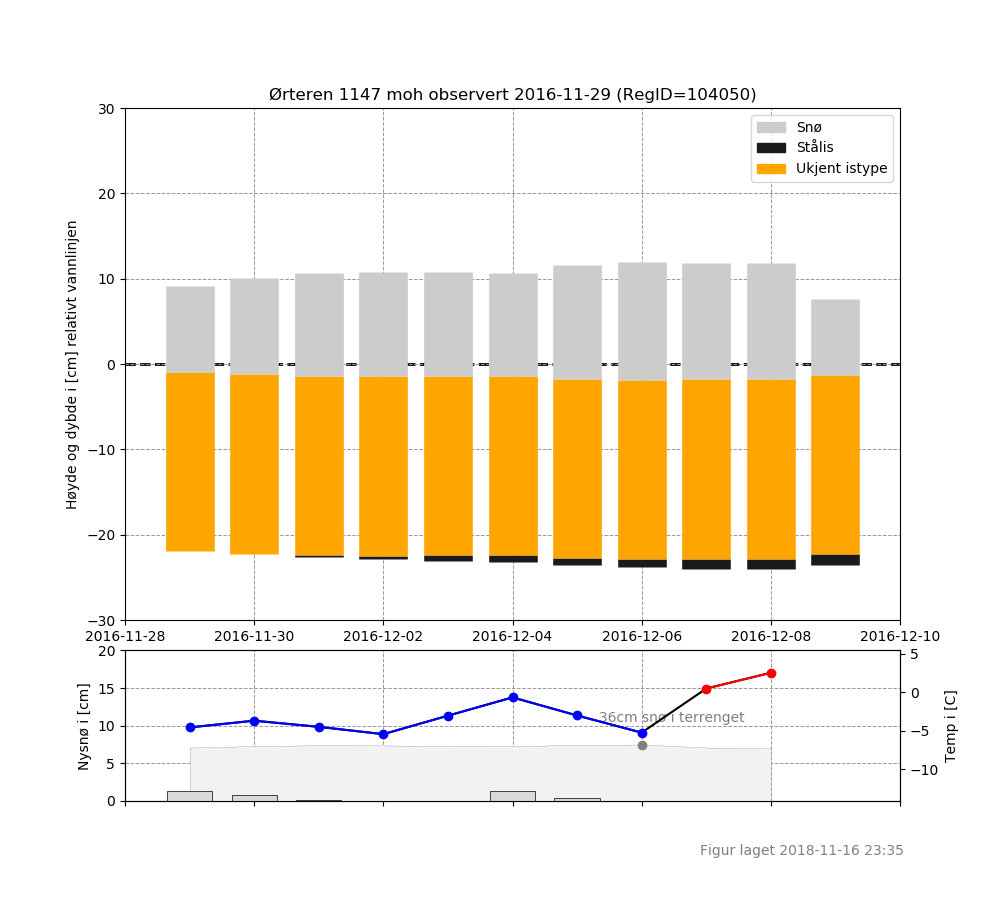 Ørteren 1147 moh observert 2016-11-29 (RegID=104050)
30
20
10
0
−10
−20
−30
Høyde og dybde i [cm] relativt vannlinjen
Snø
Stålis
Ukjent istype
2016-11-28 2016-11-30 2016-12-02 2016-12-04 2016-12-06 2016-12-08 2016-12-10
20
15
10
5
0
Nysnø i [cm]
36cm snø i terrenget
5
0
−5
−10
Temp i [C]
Figur laget 2018-11-16 23:35